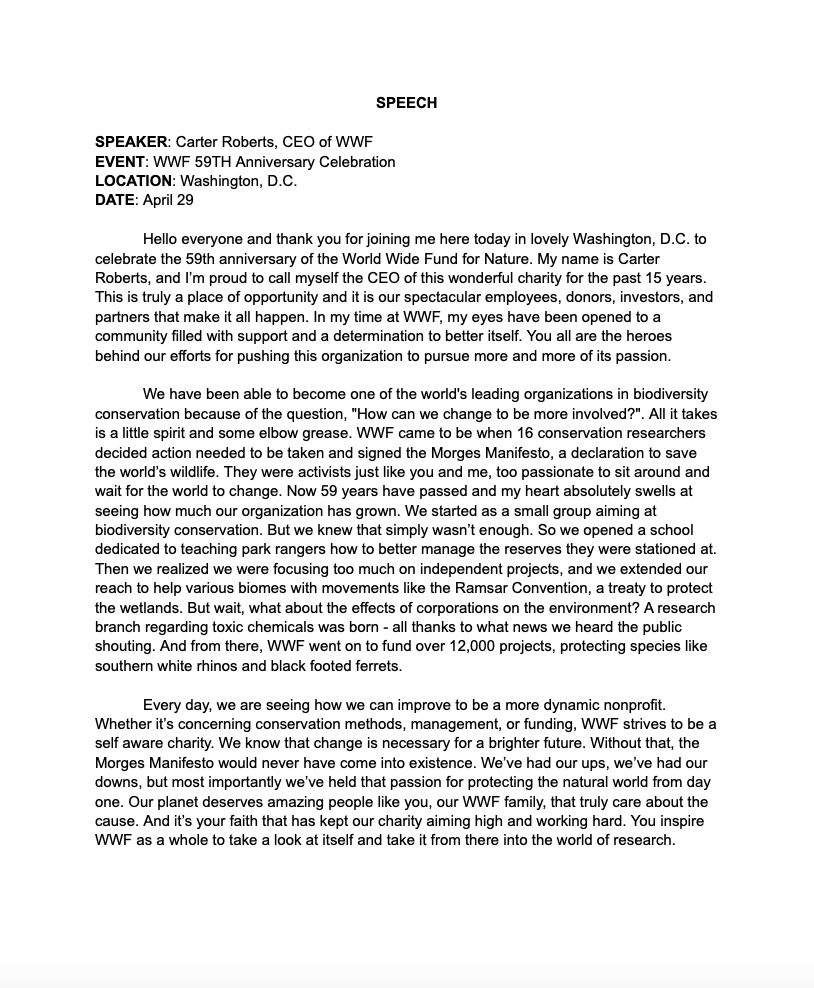 SPEECH
SPEAKER: Carter Roberts, CEO of WWF
EVENT: WWF 59TH Anniversary Celebration
LOCATION: Washington, D.C.
DATE: April 29
Hello everyone and thank you for joining me here today in lovely Washington, D.C. to
celebrate the 59th anniversary of the World Wide Fund for Nature. My name is Carter
Roberts, and I'm proud to call myself the CEO of this wonderful charity for the past 15 years.
This is truly a place of opportunity and it is our spectacular employees, donors, investors, and
partners that make it all happen. In my time at WWF, my eyes have been opened to a
community filled with support and a determination to better itself. You all are the heroes
behind our efforts for pushing this organization to pursue more and more of its passion.
We have been able to become one of the world's leading organizations in biodiversity
conservation because of the question, "How can we change to be more involved?". All it takes
is a little spirit and some elbow grease. WWF came to be when 16 conservation researchers
decided action needed to be taken and signed the Morges Manifesto, a declaration to save
the world's wildlife. They were activists just like you and me, too passionate to sit around and
wait for the world to change. Now 59 years have passed and my heart absolutely swells at
seeing how much our organization has grown. We started as a small group aiming at
biodiversity conservation. But we knew that simply wasn't enough. So we opened a school
dedicated to teaching park rangers how to better manage the reserves they were stationed at.
Then we realized we were focusing too much on independent projects, and we extended our
reach to help various biomes with movements like the Ramsar Convention, a treaty to protect
the wetlands. But wait, what about the effects of corporations on the environment? A research
branch regarding toxic chemicals was born - all thanks to what news we heard the public
shouting. And from there, WWF went on to fund over 12,000 projects, protecting species like
southern white rhinos and black footed ferrets.
Every day, we are seeing how we can improve to be a more dynamic nonprofit.
Whether it's concerning conservation methods, management, or funding, WWF strives to be a
self aware charity. We know that change is necessary for a brighter future. Without that, the
Morges Manifesto would never have come into existence. We've had our ups, we've had our
downs, but most importantly we've held that passion for protecting the natural world from day
one. Our planet deserves amazing people like you, our WWF family, that truly care about the
cause. And it's your faith that has kept our charity aiming high and working hard. You inspire
WWF as a whole to take a look at itself and take it from there into the world of research.